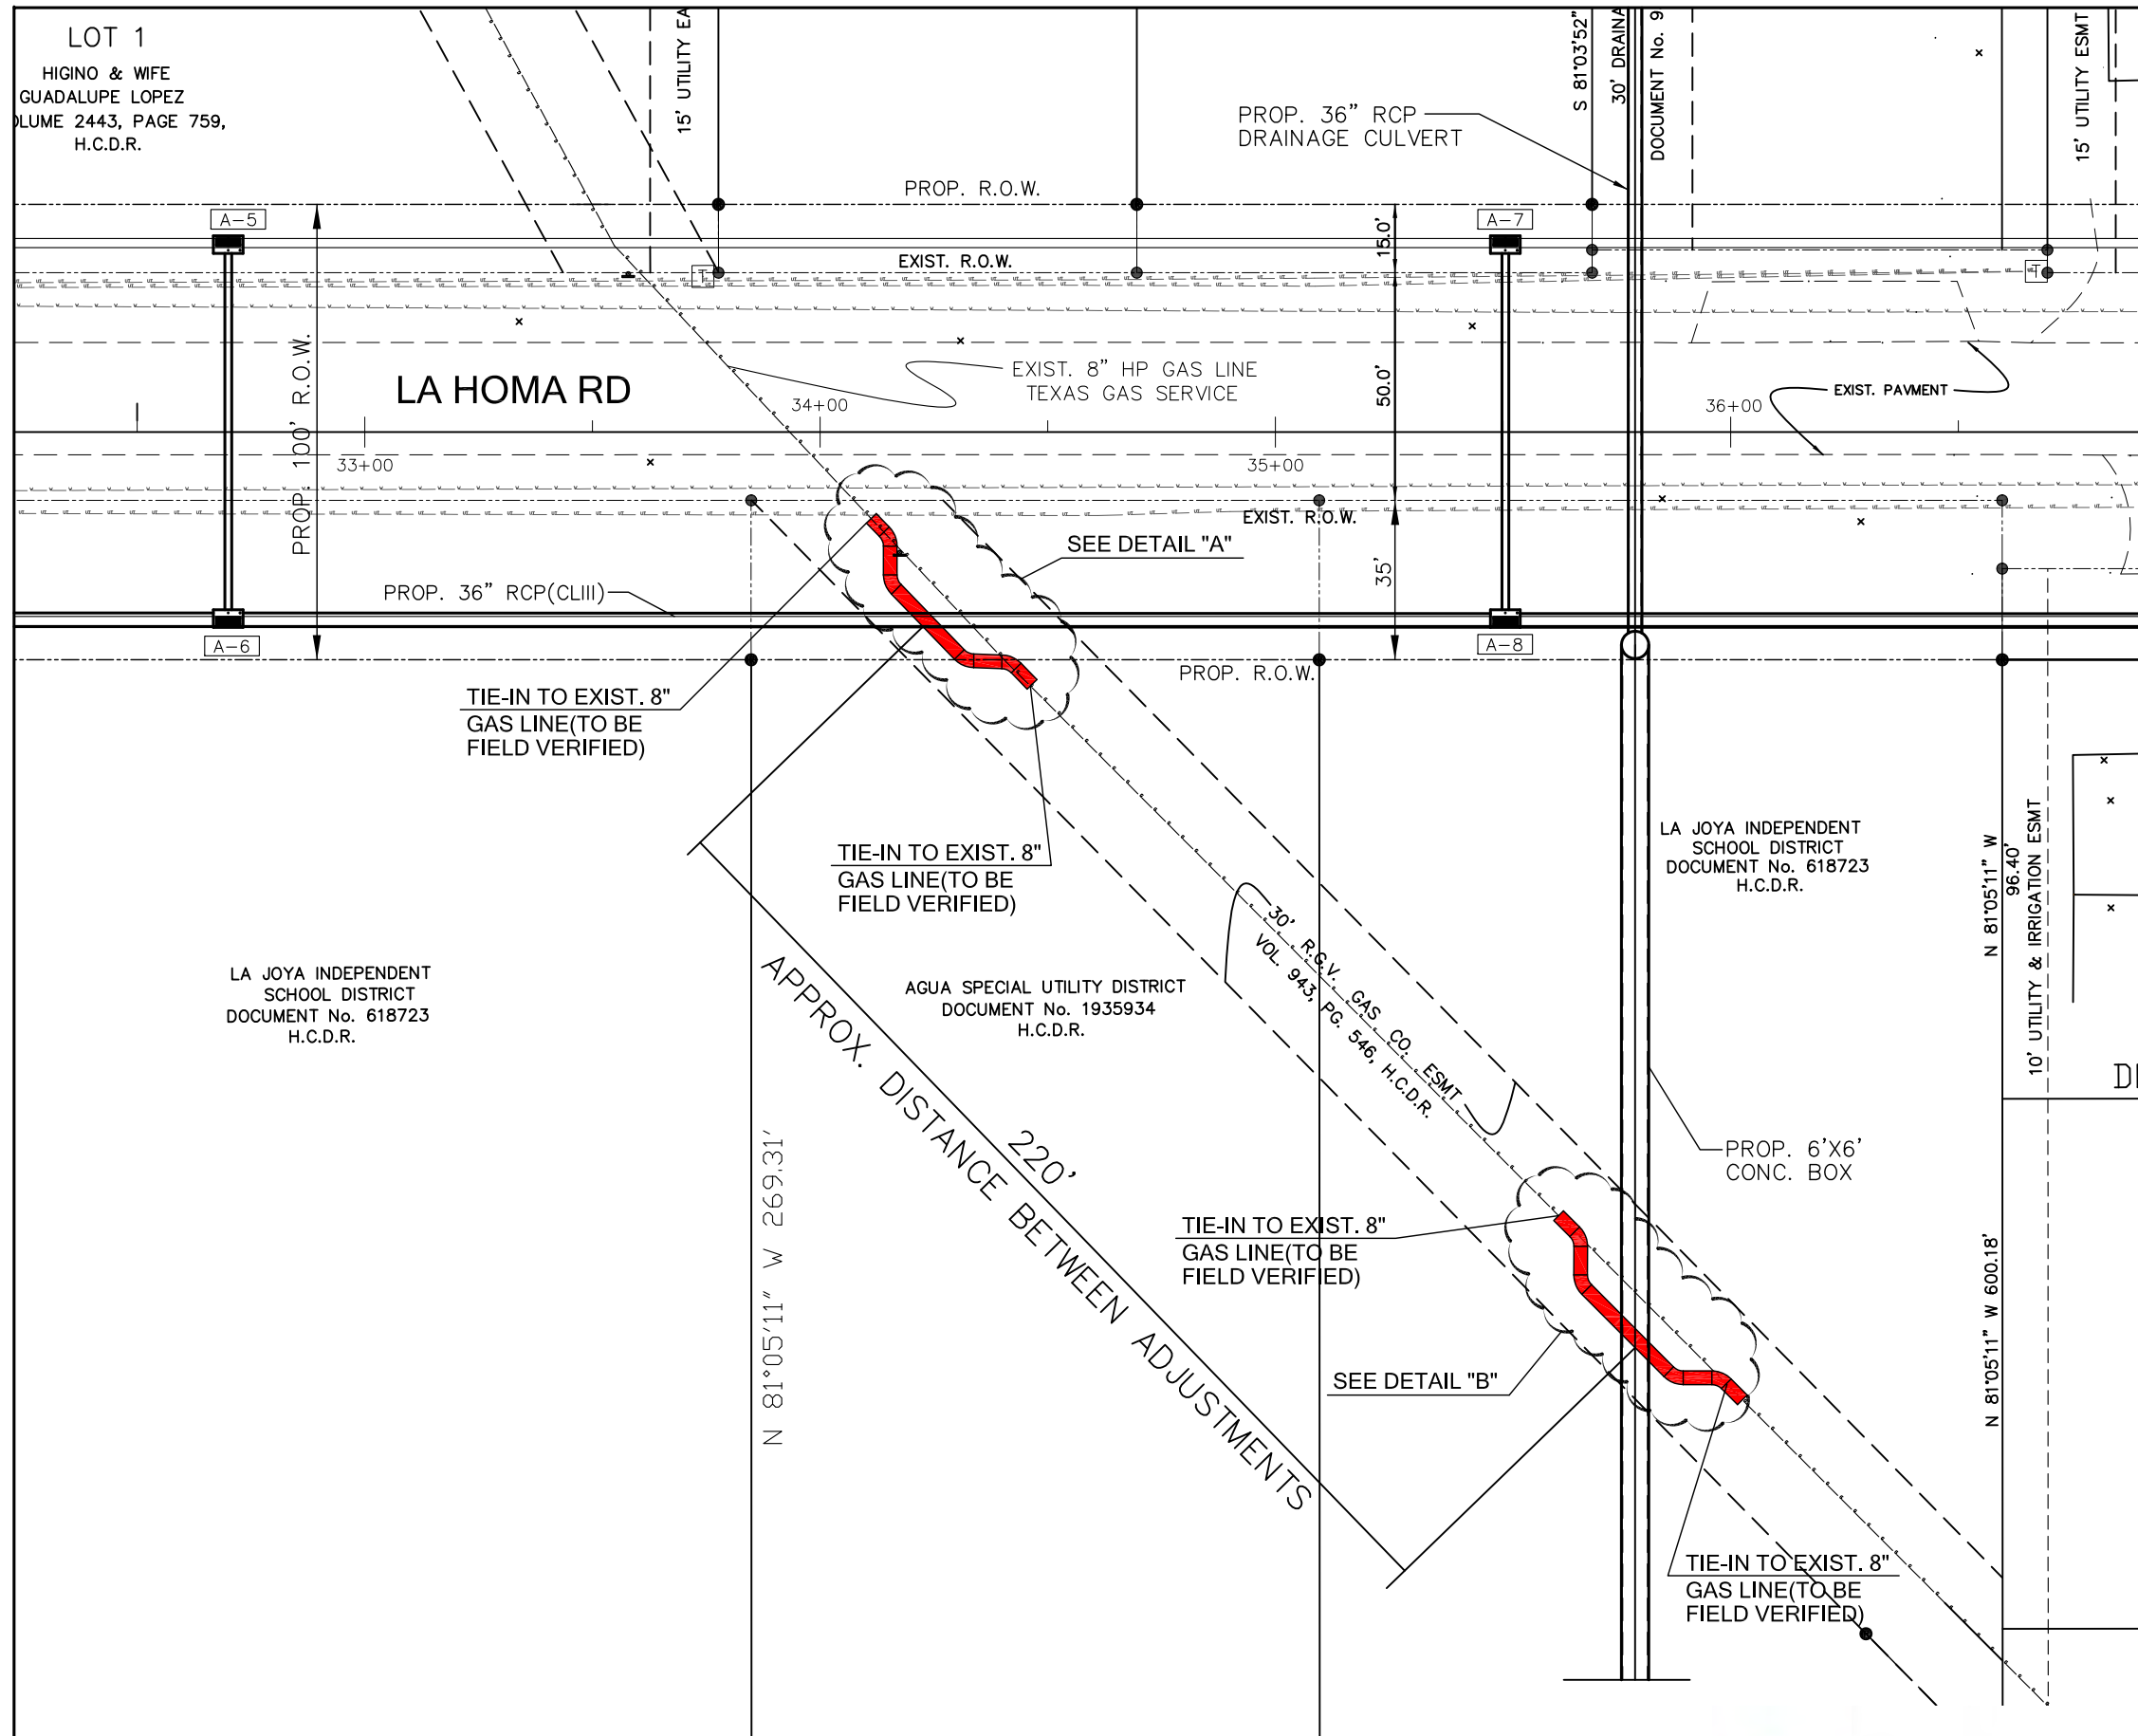 LOT 1
HIGINO & WIFE
GUADALUPE LOPEZ
LUME 2443, PAGE 759,
H.C.D.R.
15' UTILITY EA
S 81°03'52"
30' DRAINA
DOCUMENT No. 9
15' UTILITY ESMT
PROP. 36" RCP
DRAINAGE CULVERT
PROP. R.O.W.
A-5
A-7
15.0'
EXIST. R.O.W.
T
T
PROP. 100' R.O.W.
LA HOMA RD
EXIST. 8" HP GAS LINE
TEXAS GAS SERVICE
50.0'
EXIST. PAVMENT
34+00
36+00
33+00
35+00
EXIST. R.O.W.
SEE DETAIL "A"
35'
PROP. 36" RCP(CLIII)
A-6
A-8
PROP. R.O.W.
TIE-IN TO EXIST. 8"
GAS LINE(TO BE
FIELD VERIFIED)
TIE-IN TO EXIST. 8"
GAS LINE(TO BE
FIELD VERIFIED)
LA JOYA INDEPENDENT
SCHOOL DISTRICT
DOCUMENT No. 618723
H.C.D.R.
N 81°05'11" W
96.40'
10' UTILITY & IRRIGATION ESMT
30' R.G.V. GAS CO. ESMT
VOL. 943, PG. 546, H.C.D.R.
LA JOYA INDEPENDENT
SCHOOL DISTRICT
DOCUMENT No. 618723
H.C.D.R.
AGUA SPECIAL UTILITY DISTRICT
DOCUMENT No. 1935934
H.C.D.R.
220'
APPROX. DISTANCE BETWEEN ADJUSTMENTS
N 81°05'11" W 269.31'
PROP. 6'X6'
CONC. BOX
TIE-IN TO EXIST. 8"
GAS LINE(TO BE
FIELD VERIFIED)
N 81°05'11" W 600.18'
SEE DETAIL "B"
TIE-IN TO EXIST. 8"
GAS LINE(TO BE
FIELD VERIFIED)